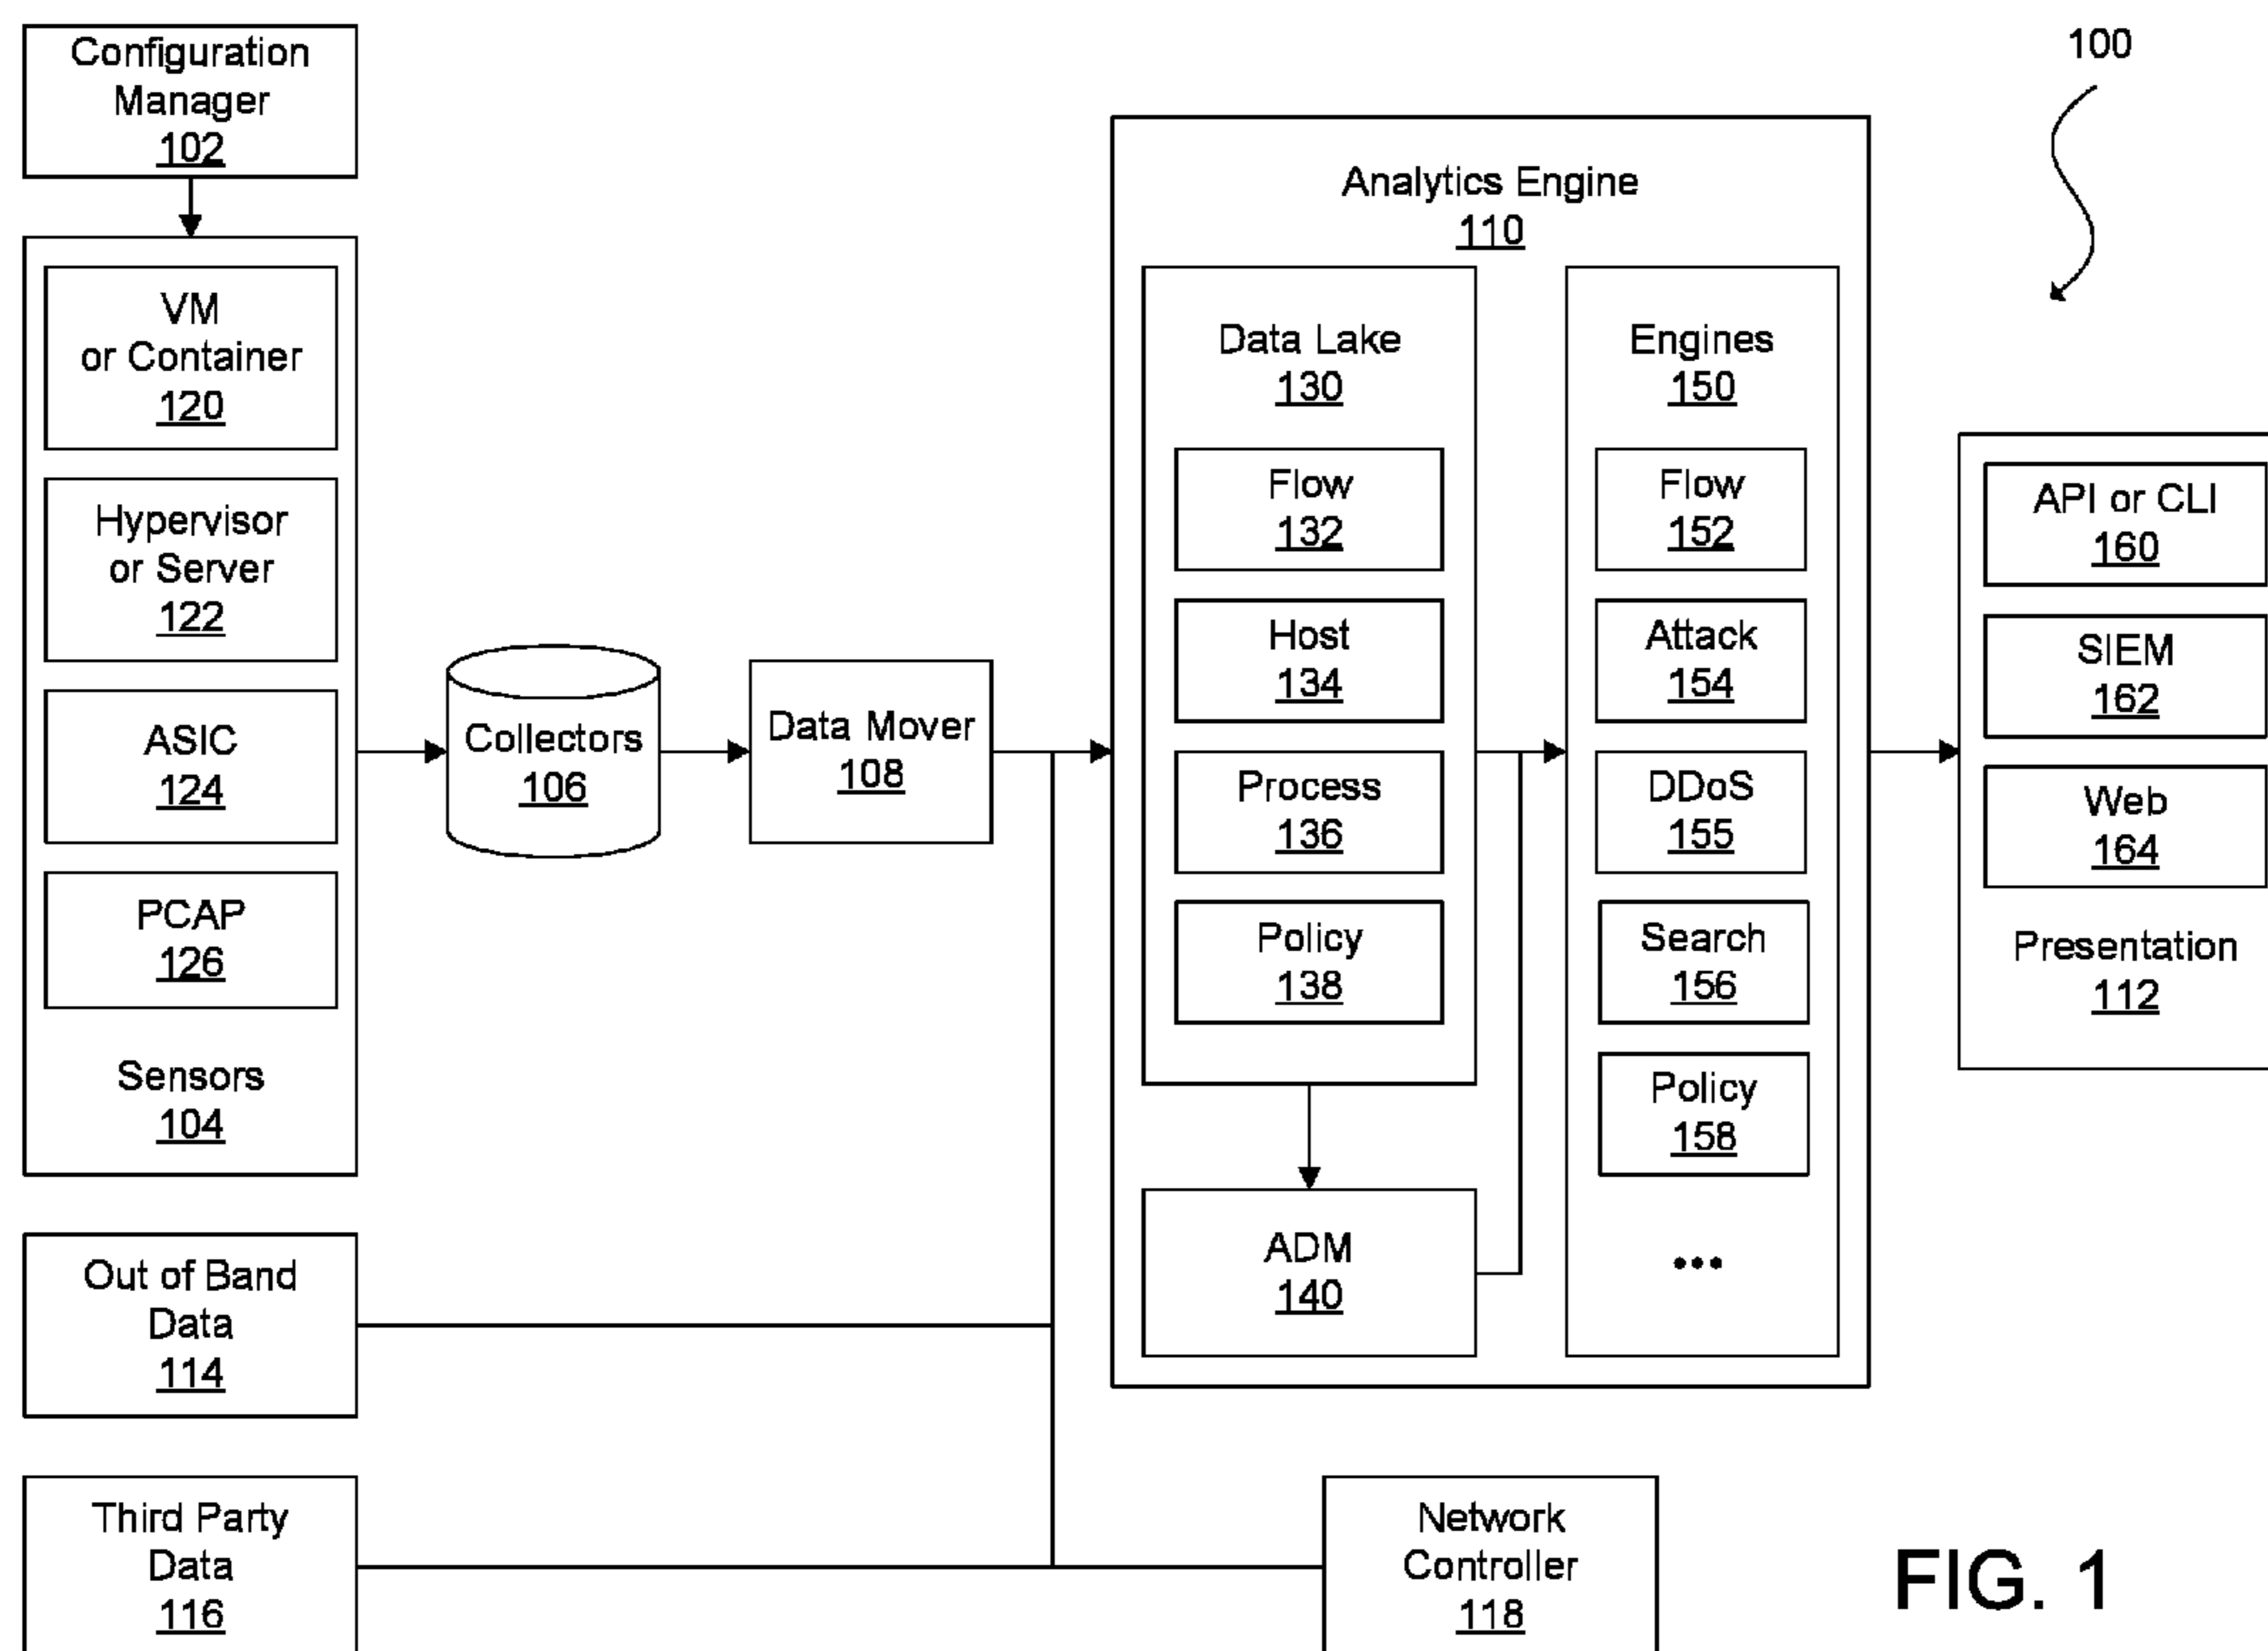 Configuration
Manager
102
100
VM
or Container
120
Hypervisor
or Server
122
ASIC
124
PCAP
126
Sensors
104
Collectors
106
Data Mover
108
Analytics Engine
110
Data Lake
130
Flow
132
Host
134
Process
136
Policy
138
ADM
140
Engines
150
Flow
152
Attack
154
DDoS
155
Search
156
Policy
158
•••
API or CLI
160
SIEM
162
Web
164
Presentation
112
Out of Band
Data
114
Third Party
Data
116
Network
Controller
118
FIG. 1